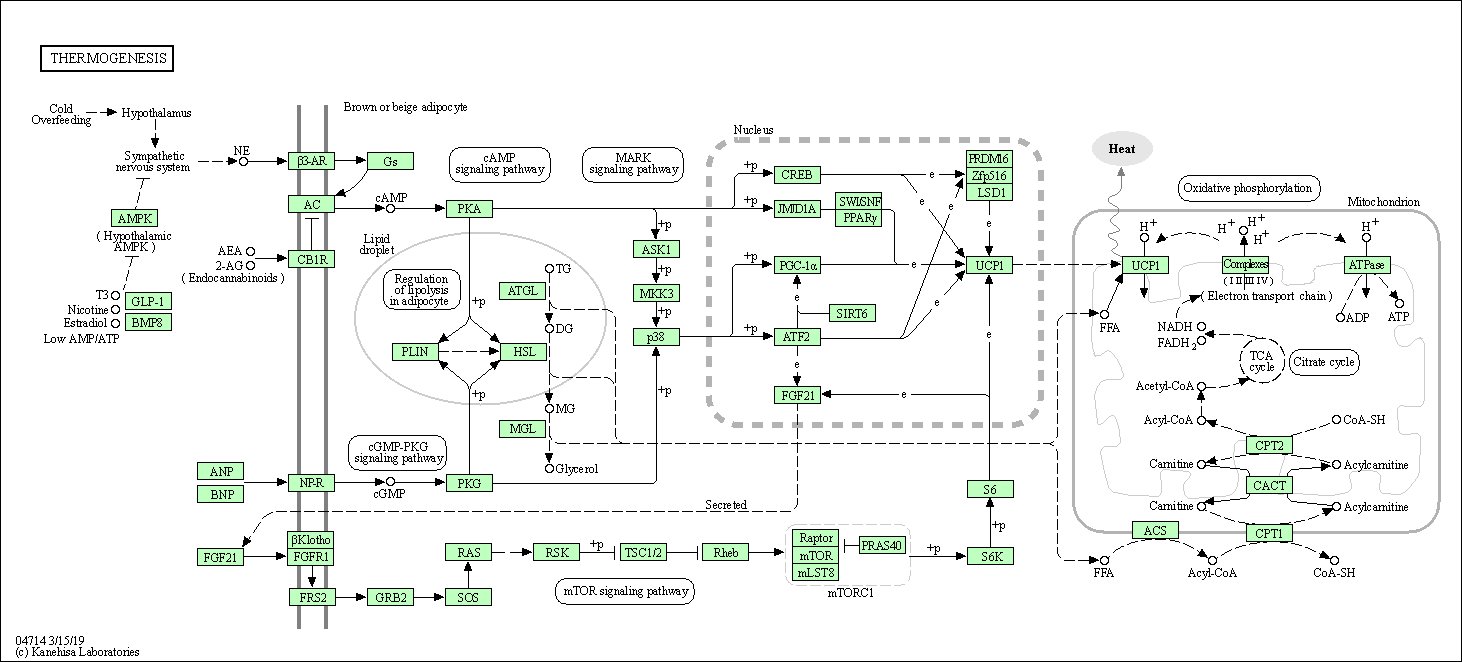 THERMOGENESIS
Cold
Overfeeding
Hypothalamus
Sympathetic
nervous system
NE
AMPK
( Hypothalamic
AMPK )
T3
Nicotine
Estradiol
Low AMP/ATP
GLP-1
BMP8
Brown or beige adipocyte
β3-AR
Gs
AC
cAMP
AEA
2-AG
( Endocannabinoids )
CB1R
PKA
cAMP
signaling pathway
MARK
signaling pathway
Lipid
droplet
Regulation
of lipolysis
in adipocyte
+p
PLIN
HSL
+p
ATGL
TG
DG
MG
MGL
Glycerol
+p
ASK1
+p
MKK3
+p
p38
+p
cGMP-PKG
signaling pathway
ANP
BNP
NP-R
cGMP
PKG
Nucleus
+p
CREB
+p
JMJD1A
SWI/SNF
PPARγ
+p
PGC-1α
SIRT6
+p
ATF2
e
e
FGF21
e
e
e
e
e
e
e
PRDM16
Zfp516
LSD1
e
UCP1
e
e
Secreted
FGF21
βKlotho
FGFR1
FRS2
GRB2
SOS
RAS
RSK
+p
TSC1/2
Rheb
mTOR signaling pathway
Raptor
mTOR
mLST8
PRAS40
mTORC1
+p
S6K
+p
S6
Heat
Oxidative phosphorylation
Mitochondrion
H+
H+
H+
H+
H+
UCP1
Complexes
( I II III IV )
( Electron transport chain )
ATPase
ADP
ATP
FFA
NADH
FADH2
TCA
cycle
Citrate cycle
Acetyl-CoA
Acyl-CoA
CoA-SH
CPT2
Carnitine
Acylcarnitine
CACT
Carnitine
Acylcarnitine
ACS
CPT1
FFA
Acyl-CoA
CoA-SH
04714 3/15/19
(c) Kanehisa Laboratories